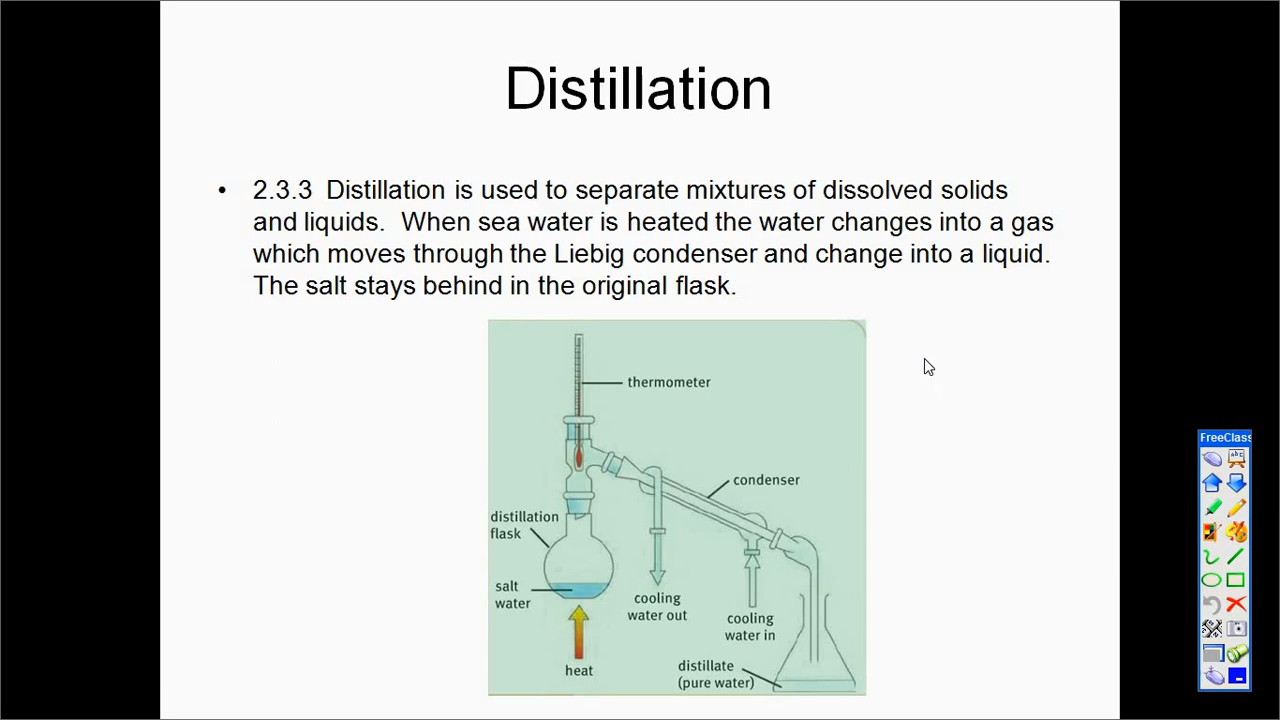 Distillation
• 2.3.3 Distillation is used to separate mixtures of dissolved solids
and liquids. When sea water is heated the water changes into a gas
which moves through the Liebig condenser and change into a liquid.
The salt stays behind in the original flask.
thermometer
condenser
distillation
flask
salt
water
cooling
water out
cooling
water in
heat
distillate
(pure water)
FreeClass
abc